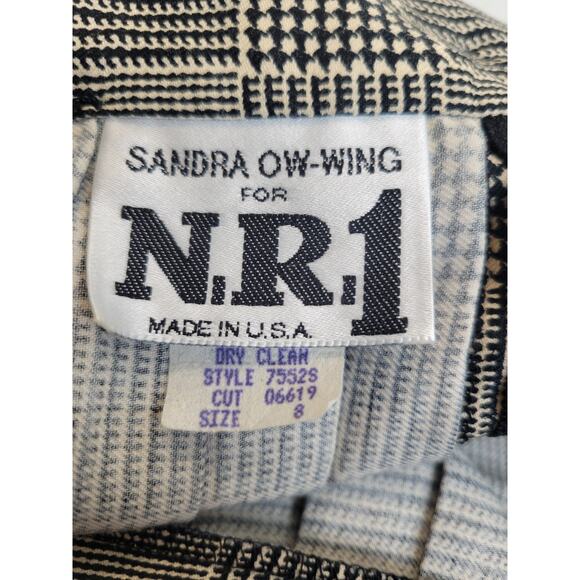 SANDRA OW-WING
FOR
N.R.1
MADE IN U.S.A.
DRY CLEAN
STYLE 7552S
CUT 06619
SIZE 8